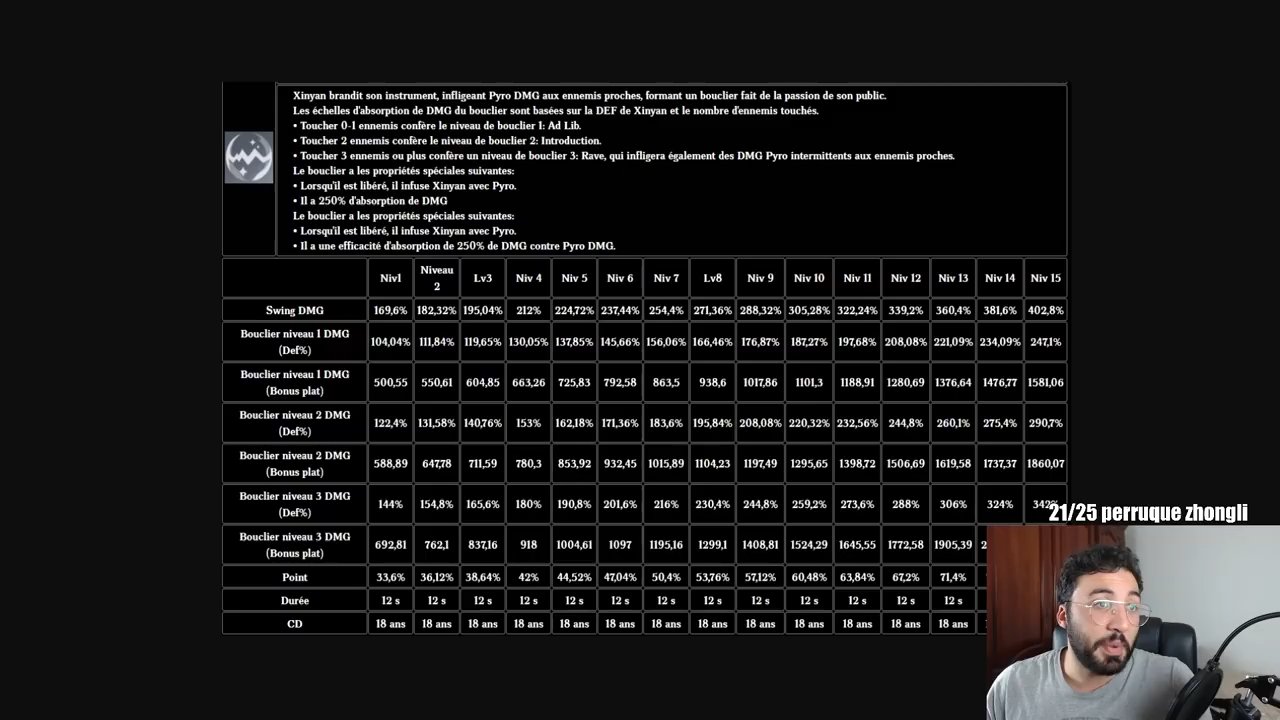 Xinyan brandit son instrument, infligeant Pyro DMG aux ennemis proches, formant un bouclier fait de la passion de son public.
Les échelles d'absorption de DMG du bouclier sont basées sur la DEF de Xinyan et le nombre d'ennemis touchés.
• Toucher 0-1 ennemis confère le niveau de bouclier 1: Ad Lib.
• Toucher 2 ennemis confère le niveau de bouclier 2: Introduction.
• Toucher 3 ennemis ou plus confère un niveau de bouclier 3: Rave, qui infligera également des DMG Pyro intermittents aux ennemis proches.
Le bouclier a les propriétés spéciales suivantes:
• Lorsqu'il est libéré, il infuse Xinyan avec Pyro.
• Il a 250% d'absorption de DMG
Le bouclier a les propriétés spéciales suivantes:
• Lorsqu'il est libéré, il infuse Xinyan avec Pyro.
• Il a une efficacité d'absorption de 250% de DMG contre Pyro DMG.
Niv1 Niveau 2 Lv3 Niv 4 Niv 5 Niv 6 Niv 7 Lv8 Niv 9 Niv 10 Niv 11 Niv 12 Niv 13 Niv 14 Niv 15
Swing DMG 169,6% 182,32% 195,04% 212% 224,72% 237,44% 254,4% 271,36% 288,32% 305,28% 322,24% 339,2% 360,4% 381,6% 402,8%
Bouclier niveau 1 DMG (Def%) 104,04% 111,84% 119,65% 130,05% 137,85% 145,66% 156,06% 166,46% 176,87% 187,27% 197,68% 208,08% 221,09% 234,09% 247,1%
Bouclier niveau 1 DMG (Bonus plat) 500,55 550,61 604,85 663,26 725,83 792,58 863,5 938,6 1017,86 1101,3 1188,91 1280,69 1376,64 1476,77 1581,06
Bouclier niveau 2 DMG (Def%) 122,4% 131,58% 140,76% 153% 162,18% 171,36% 183,6% 195,84% 208,08% 220,32% 232,56% 244,8% 260,1% 275,4% 290,7%
Bouclier niveau 2 DMG (Bonus plat) 588,89 647,78 711,59 780,3 853,92 932,45 1015,89 1104,23 1197,49 1295,65 1398,72 1506,69 1619,58 1737,37 1860,07
Bouclier niveau 3 DMG (Def%) 144% 154,8% 165,6% 180% 190,8% 201,6% 216% 230,4% 244,8% 259,2% 273,6% 288% 306% 324% 342%
21/25 perruque zhongli
Bouclier niveau 3 DMG (Bonus plat) 692,81 762,1 837,16 918 1004,61 1097 1195,16 1299,1 1408,81 1524,29 1645,55 1772,58 1905,39
Point 33,6% 36,12% 38,64% 42% 44,52% 47,04% 50,4% 53,76% 57,12% 60,48% 63,84% 67,2% 71,4%
Durée 12 s 12 s 12 s 12 s 12 s 12 s 12 s 12 s 12 s 12 s 12 s 12 s 12 s
CD 18 ans 18 ans 18 ans 18 ans 18 ans 18 ans 18 ans 18 ans 18 ans 18 ans 18 ans 18 ans 18 ans